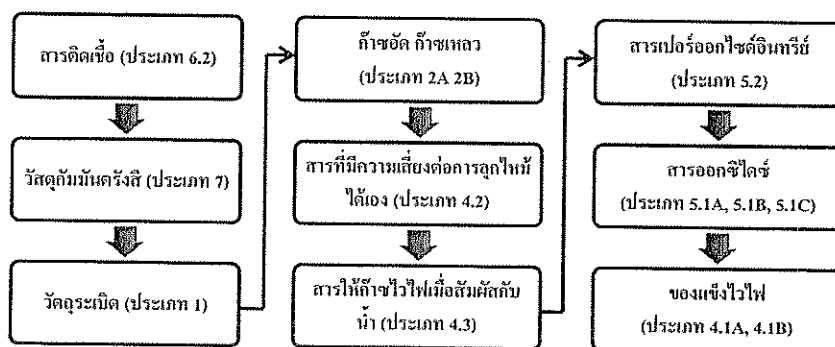 สารติดเชื้อ (ประเภท 6.2)
วัสดุกัมมันตรังสี (ประเภท 7)
วัตถุระเบิด (ประเภท 1)
ก๊าซอัด ก๊าซเหลว
(ประเภท 2A 2B)
สารที่มีความเสี่ยงต่อการลุกไหม้
ได้เอง (ประเภท 4.2)
สารให้ก๊าซไวไฟเมื่อสัมผัสกับ
น้ำ (ประเภท 4.3)
สารเปอร์ออกไซด์อินทรีย์
(ประเภท 5.2)
สารออกซิไดซ์
(ประเภท 5.1A, 5.1B, 5.1C)
ของแข็งไวไฟ
(ประเภท 4.1A, 4.1B)